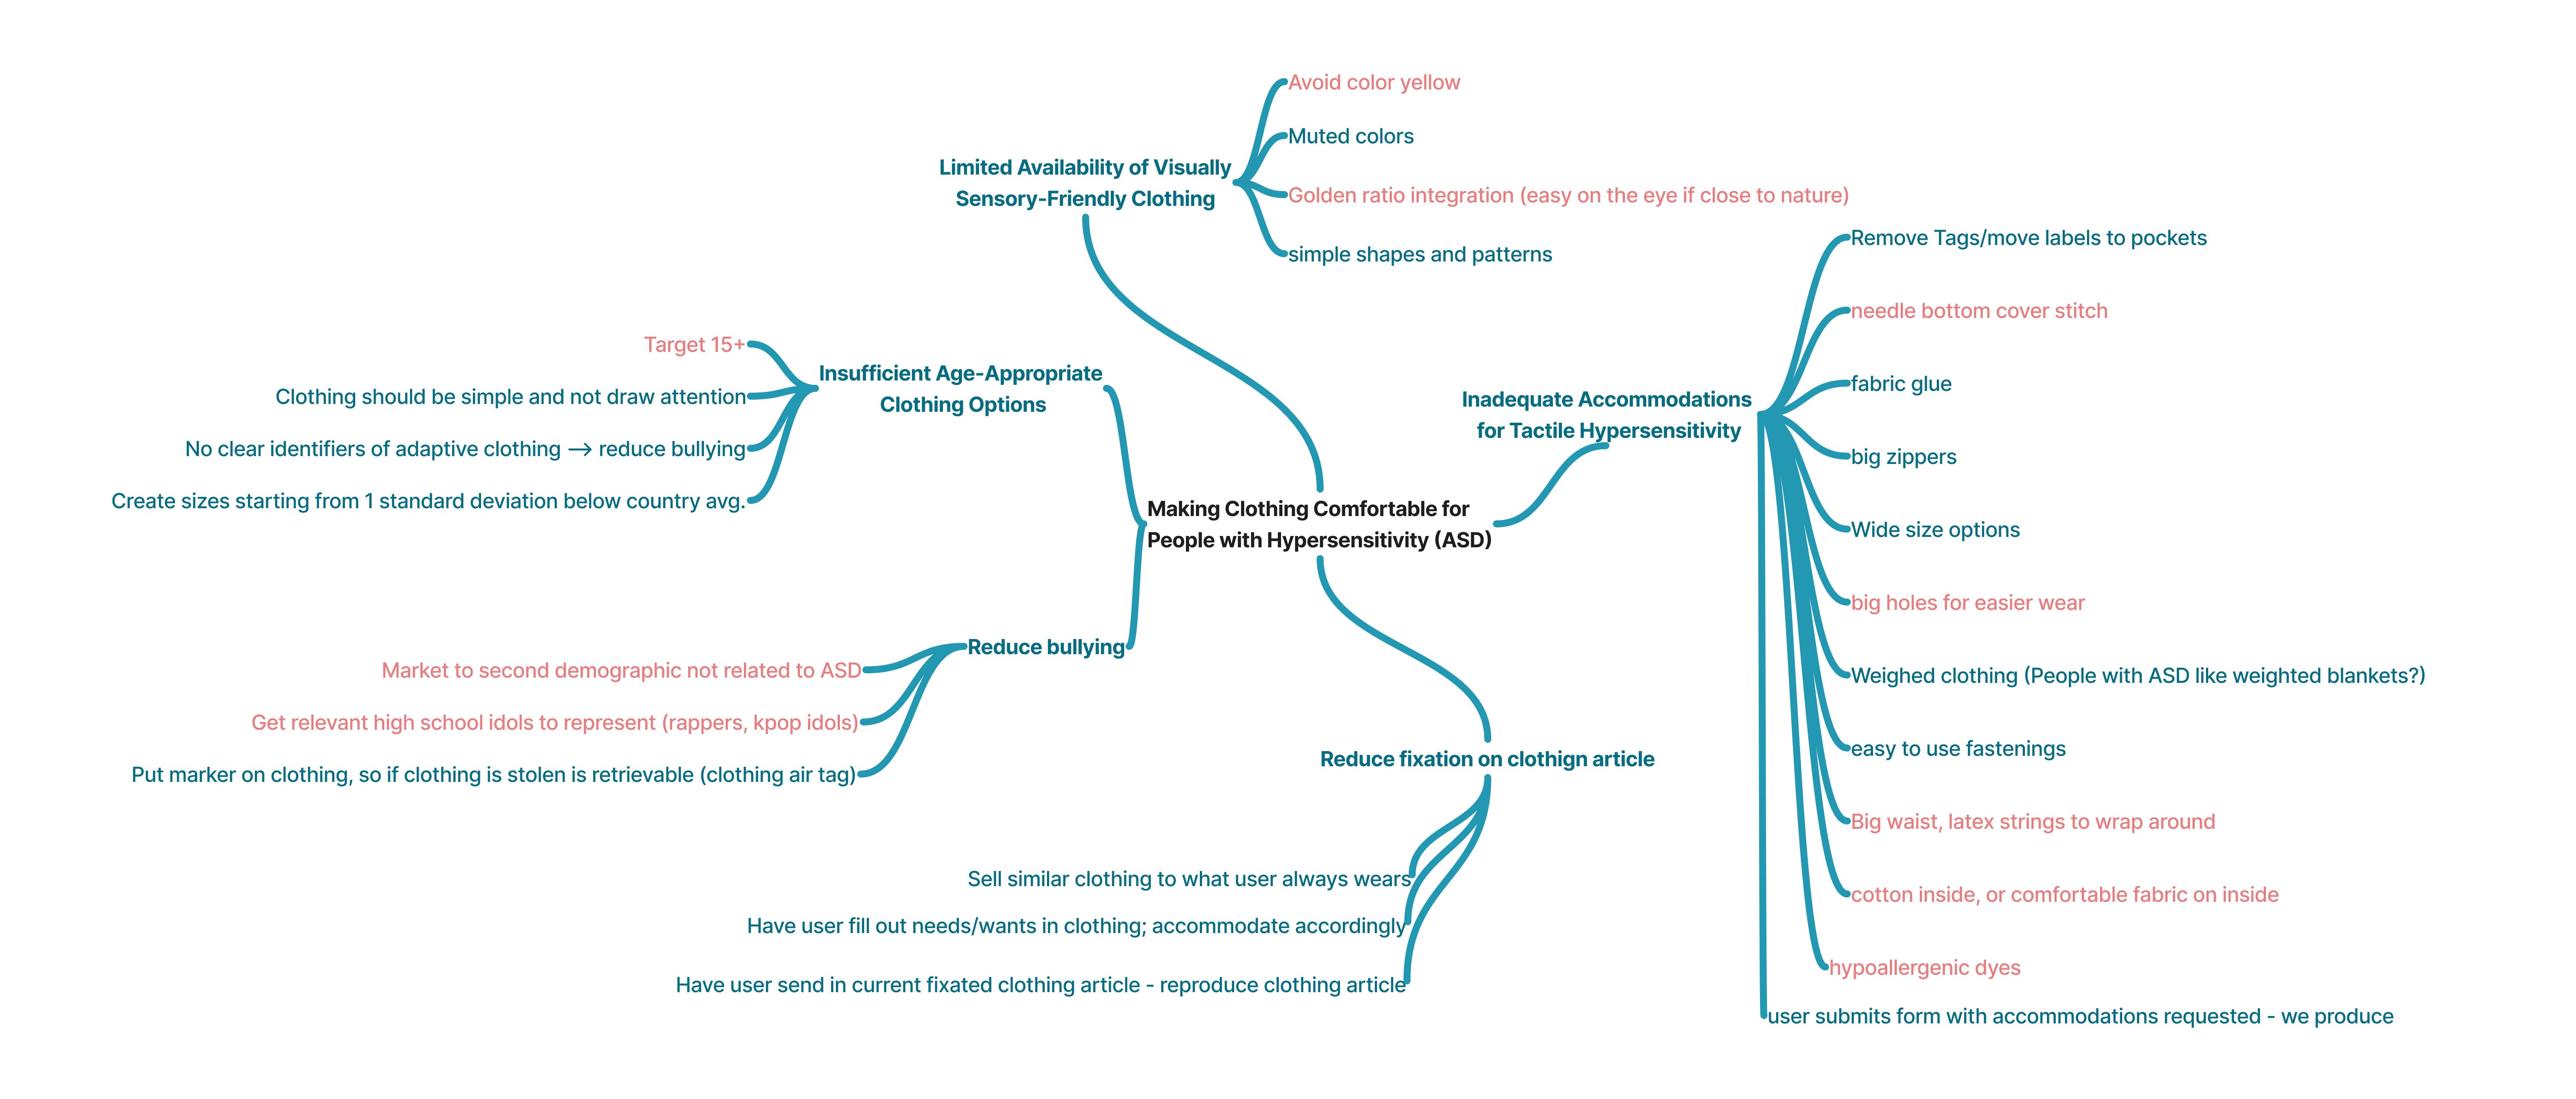 Avoid color yellow
Muted colors
Limited Availability of Visually
Sensory-Friendly Clothing
Golden ratio integration (easy on the eye if close to nature)
simple shapes and patterns
Target 15+
Clothing should be simple and not draw attention
No clear identifiers of adaptive clothing → reduce bullying
Create sizes starting from 1 standard deviation below country avg.
Insufficient Age-Appropriate
Clothing Options
Making Clothing Comfortable for
People with Hypersensitivity (ASD)
Inadequate Accommodations
for Tactile Hypersensitivity
Remove Tags/move labels to pockets
needle bottom cover stitch
fabric glue
big zippers
Wide size options
big holes for easier wear
Weighed clothing (People with ASD like weighted blankets?)
easy to use fastenings
Big waist, latex strings to wrap around
cotton inside, or comfortable fabric on inside
hypoallergenic dyes
user submits form with accommodations requested - we produce
Reduce bullying
Market to second demographic not related to ASD
Get relevant high school idols to represent (rappers, kpop idols)
Put marker on clothing, so if clothing is stolen is retrievable (clothing air tag)
Reduce fixation on clothign article
Sell similar clothing to what user always wears
Have user fill out needs/wants in clothing; accommodate accordingly
Have user send in current fixated clothing article - reproduce clothing article